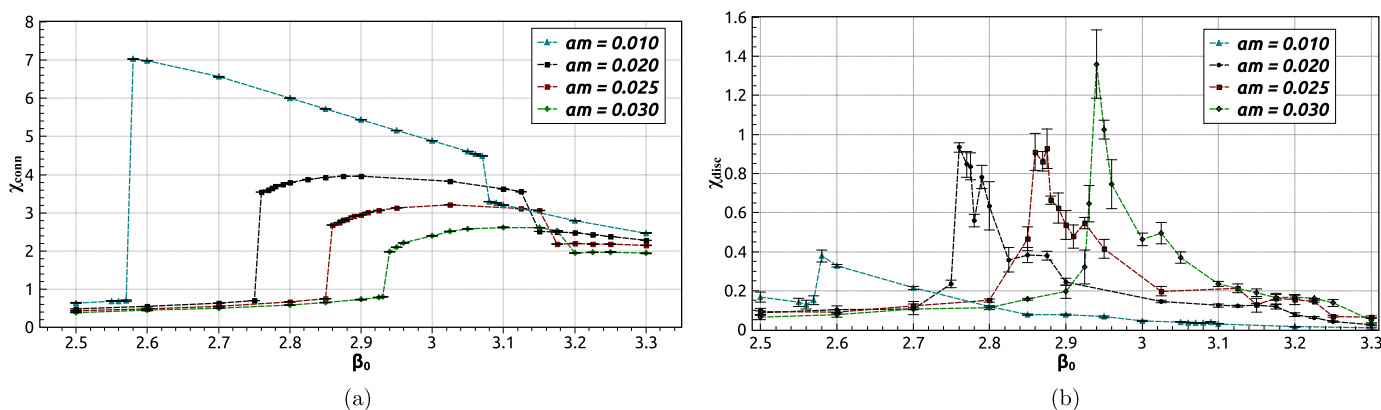 8
7
6
5
4
3
2
1
0
χconn
2.5 2.6 2.7 2.8 2.9 3 3.1 3.2 3.3
β0
am = 0.010
am = 0.020
am = 0.025
am = 0.030
(a)
1.6
1.4
1.2
1
0.8
0.6
0.4
0.2
0
χdisc
2.5 2.6 2.7 2.8 2.9 3 3.1 3.2 3.3
β0
am = 0.010
am = 0.020
am = 0.025
am = 0.030
(b)